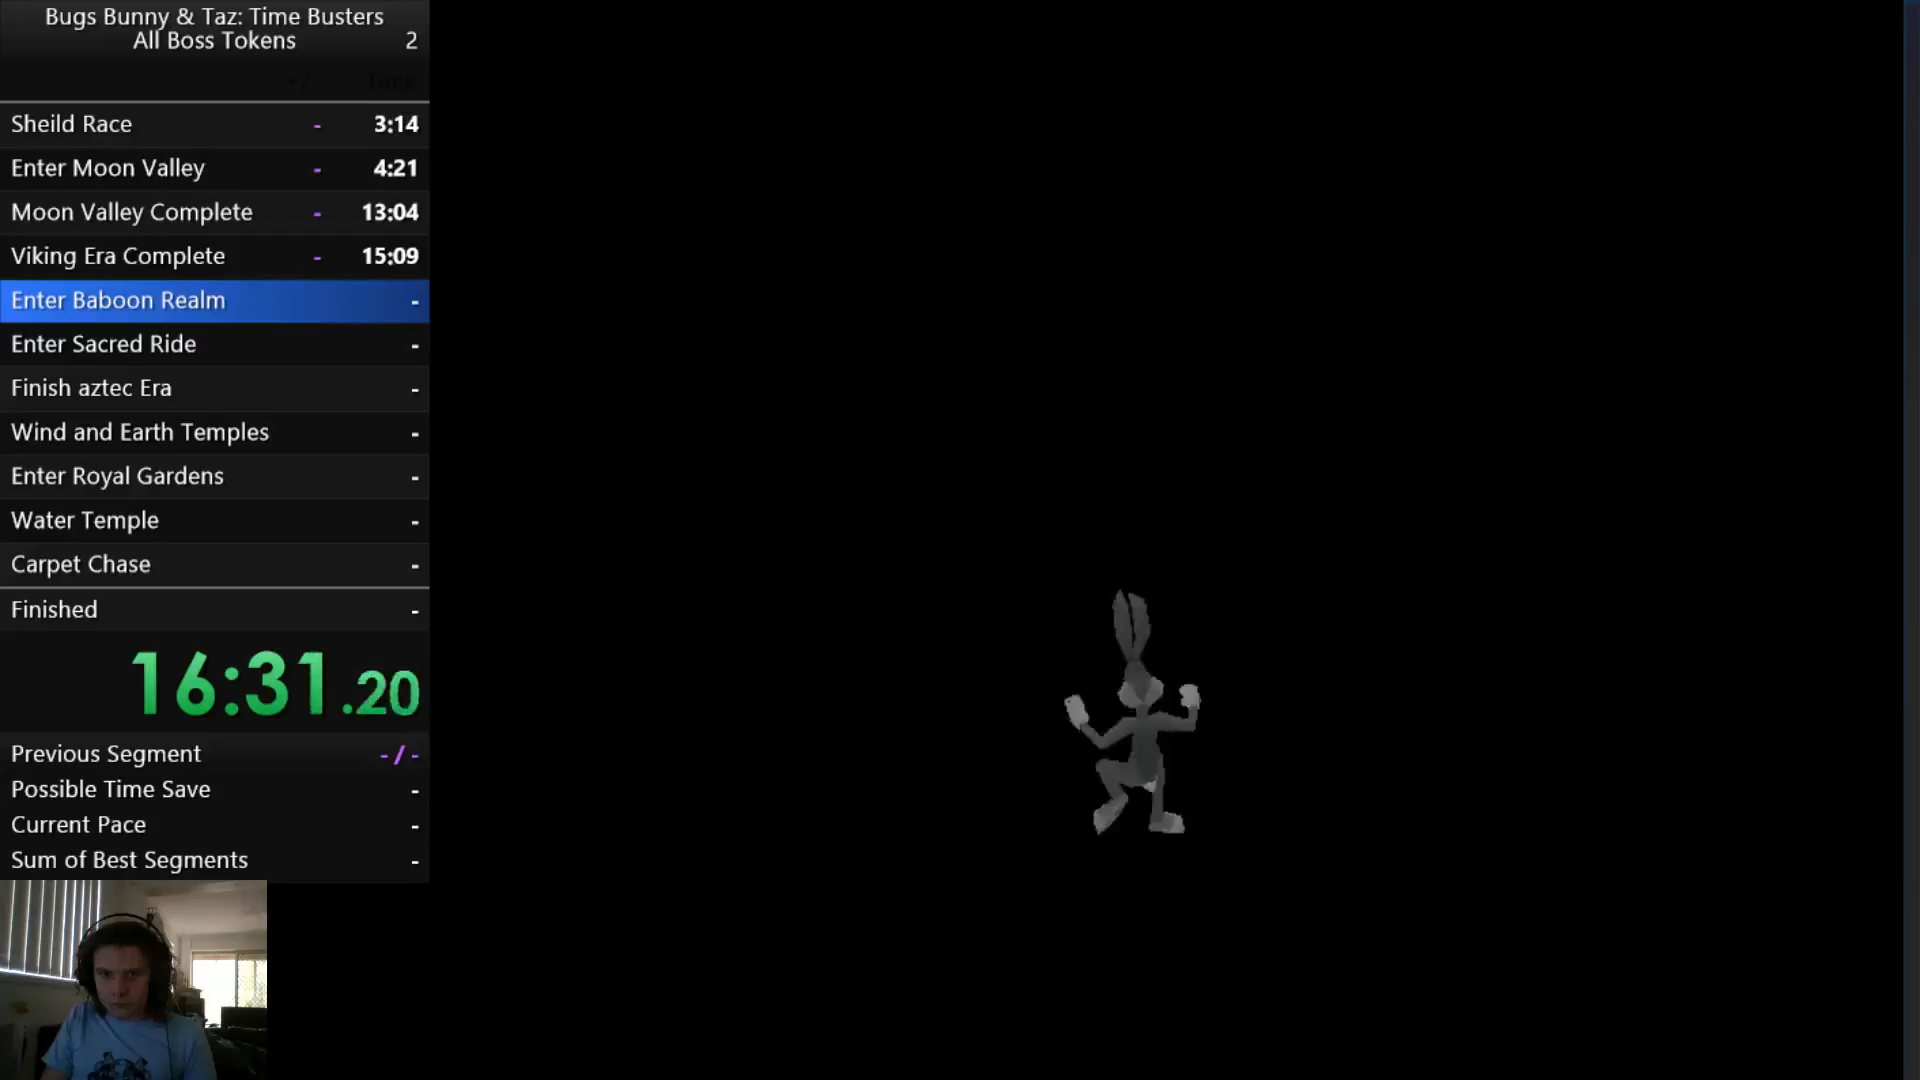 Bugs Bunny & Taz: Time Busters
All Boss Tokens 2
+/- Time
Sheild Race - 3:14
Enter Moon Valley - 4:21
Moon Valley Complete - 13:04
Viking Era Complete - 15:09
Enter Baboon Realm -
Enter Sacred Ride -
Finish aztec Era -
Wind and Earth Temples -
Enter Royal Gardens -
Water Temple -
Carpet Chase -
Finished -
16:31.20
Previous Segment - / -
Possible Time Save -
Current Pace -
Sum of Best Segments -